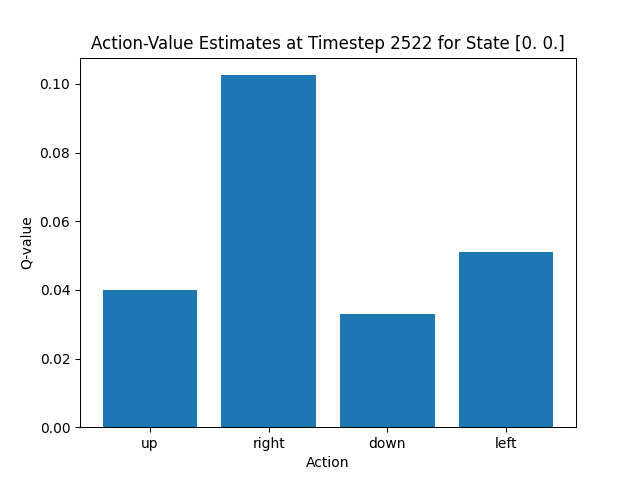 Action-Value Estimates at Timestep 2522 for State [0. 0.]
0.10
0.08
0.06
0.04
0.02
0.00
Q-value
up right down left
Action